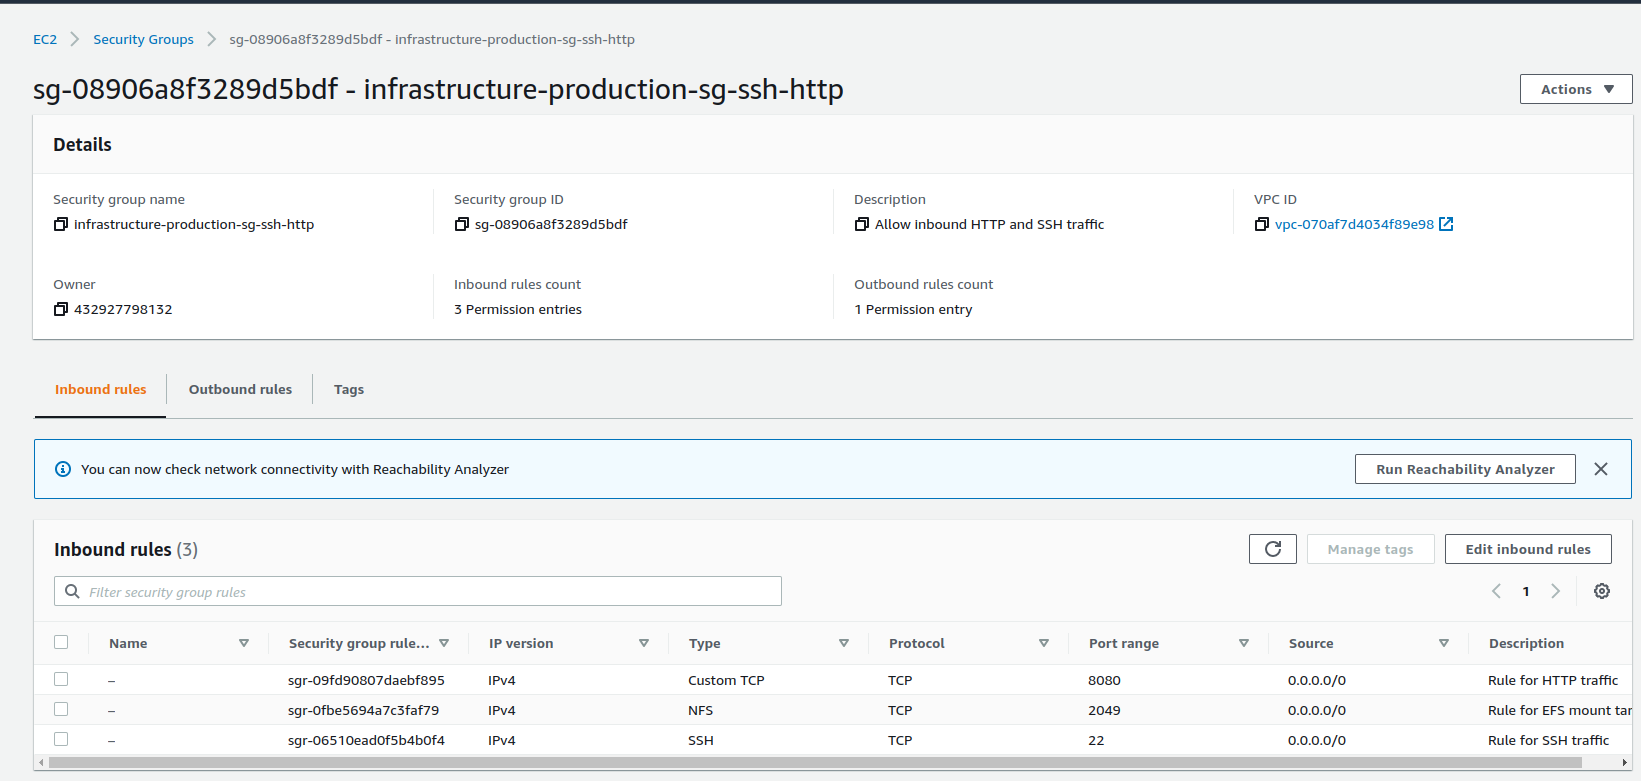 EC2 Security Groups sg-08906a8f3289d5bdf - infrastructure-production-sg-ssh-http
sg-08906a8f3289d5bdf - infrastructure-production-sg-ssh-http Actions
Details
Security group name Security group ID Description VPC ID
infrastructure-production-sg-ssh-http sg-08906a8f3289d5bdf Allow inbound HTTP and SSH traffic vpc-070af7d4034f89e98
Owner Inbound rules count Outbound rules count
432927798132 3 Permission entries 1 Permission entry
Inbound rules Outbound rules Tags
You can now check network connectivity with Reachability Analyzer Run Reachability Analyzer
Inbound rules (3) Manage tags Edit inbound rules
Filter security group rules 1
Name Security group rule... IP version Type Protocol Port range Source Description
– sgr-09fd90807daebf895 IPv4 Custom TCP TCP 8080 0.0.0.0/0 Rule for HTTP traffic
– sgr-0fbe5694a7c3faf79 IPv4 NFS TCP 2049 0.0.0.0/0 Rule for EFS mount tar
– sgr-06510ead0f5b4b0f4 IPv4 SSH TCP 22 0.0.0.0/0 Rule for SSH traffic